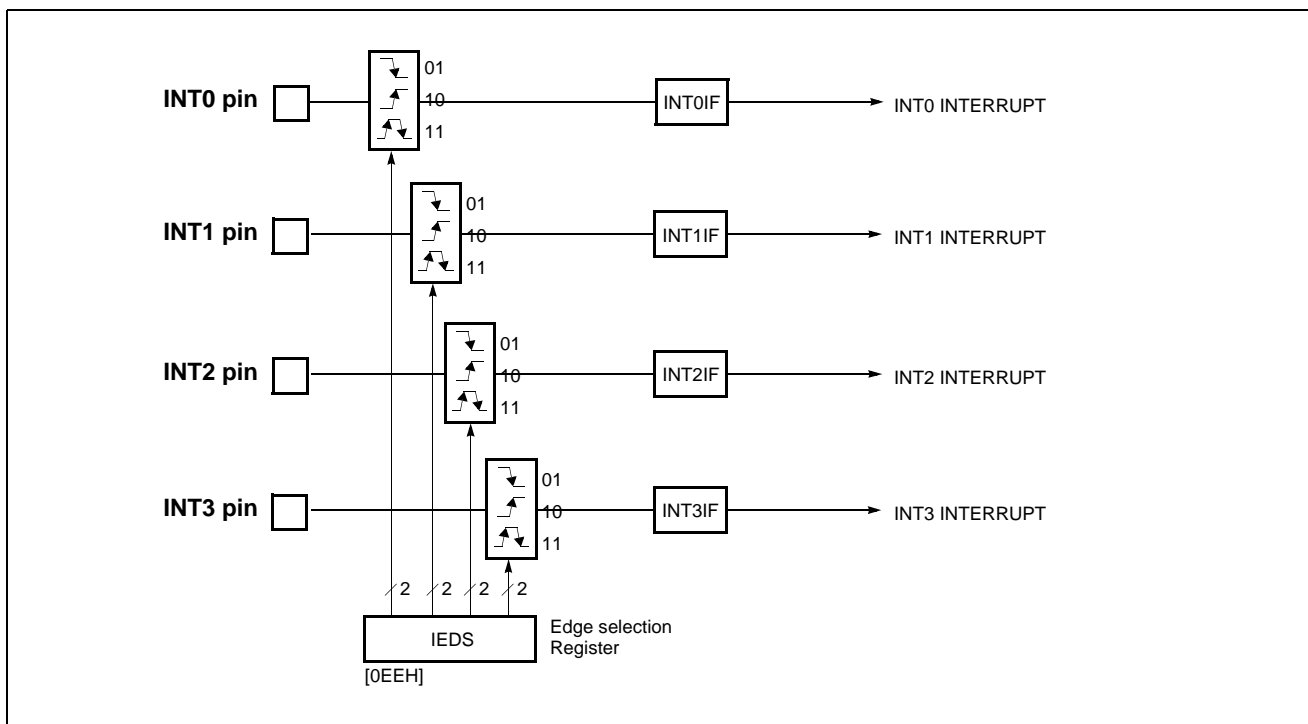 INT0 pin
01
10
11
INT0IF
INT0 INTERRUPT
INT1 pin
01
10
11
INT1IF
INT1 INTERRUPT
INT2 pin
01
10
11
INT2IF
INT2 INTERRUPT
INT3 pin
01
10
11
INT3IF
INT3 INTERRUPT
2
2
2
2
IEDS
Edge selection
Register
[0EEH]